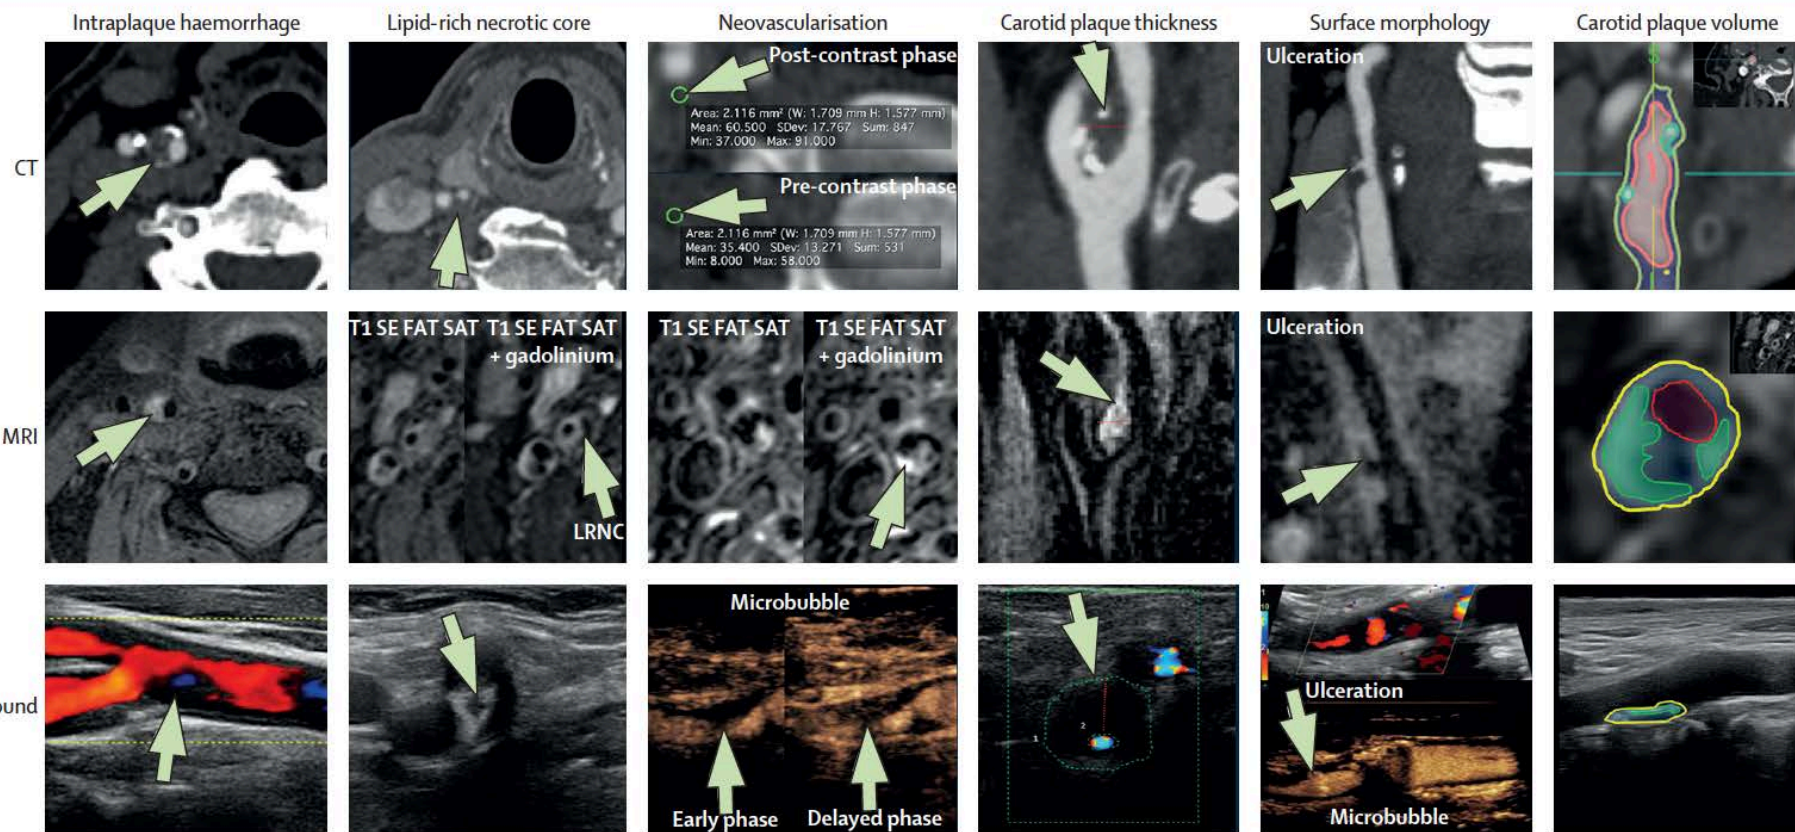 Intraplaque haemorrhage
Lipid-rich necrotic core
Neovascularisation
Carotid plaque thickness
Surface morphology
Carotid plaque volume
CT
Post-contrast phase
Area: 2.116 mm² (W: 1.709 mm H: 1.577 mm)
Mean: 60.500 SDev: 17.767 Sum: 847
Min: 37.000 Max: 91.000
Pre-contrast phase
Area: 2.116 mm² (W: 1.709 mm H: 1.577 mm)
Mean: 35.400 SDev: 13.271 Sum: 531
Min: 8.000 Max: 58.000
Ulceration
MRI
T1 SE FAT SAT
T1 SE FAT SAT
+ gadolinium
LRNC
T1 SE FAT SAT
T1 SE FAT SAT
+ gadolinium
Ulceration
ound
Microbubble
Early phase
Delayed phase
1
2
Ulceration
Microbubble